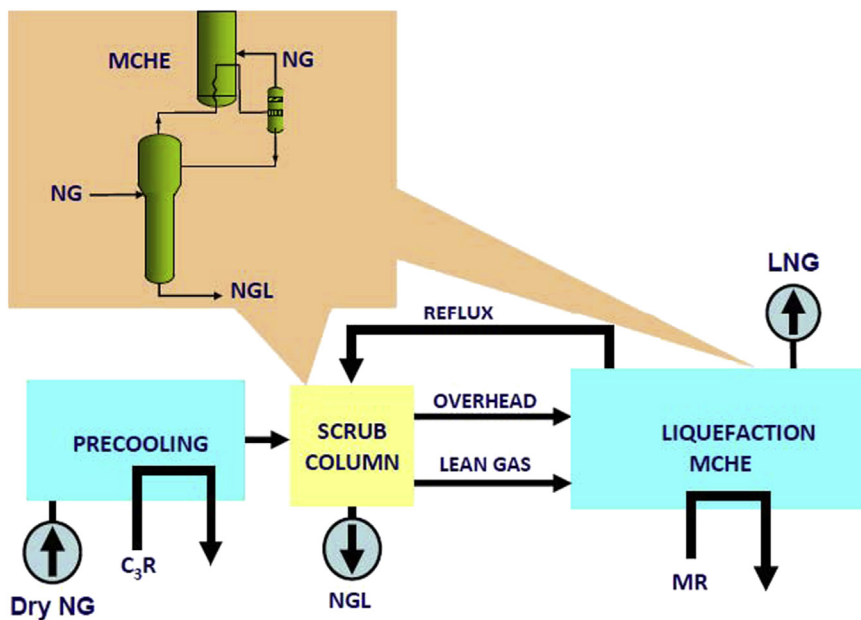 MCHE
NG
NG
NGL
LNG
REFLUX
OVERHEAD
PRECOOLING
SCRUB
COLUMN
LIQUEFACTION
MCHE
LEAN GAS
C₃R
MR
Dry NG
NGL